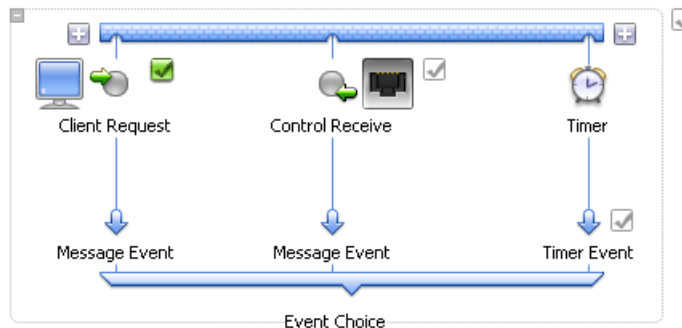 Client Request
Control Receive
Timer
Message Event
Message Event
Timer Event
Event Choice